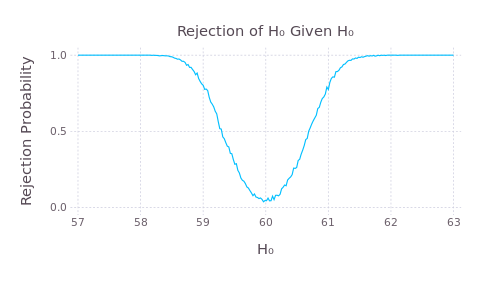 Rejection of H₀ Given H₀
Rejection Probability
1.0
0.5
0.0
57 58 59 60 61 62 63
H₀